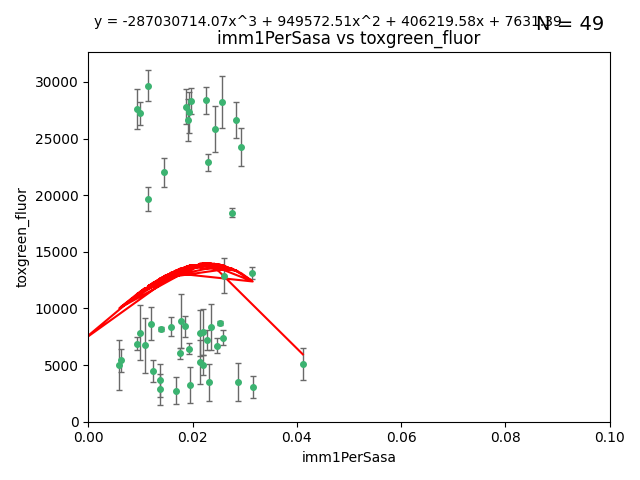 y = -287030714.07x^3 + 949572.51x^2 + 406219.58x + 7631.39
N = 49
imm1PerSasa vs toxgreen_fluor
30000
25000
20000
15000
10000
5000
0
toxgreen_fluor
0.00 0.02 0.04 0.06 0.08 0.10
imm1PerSasa